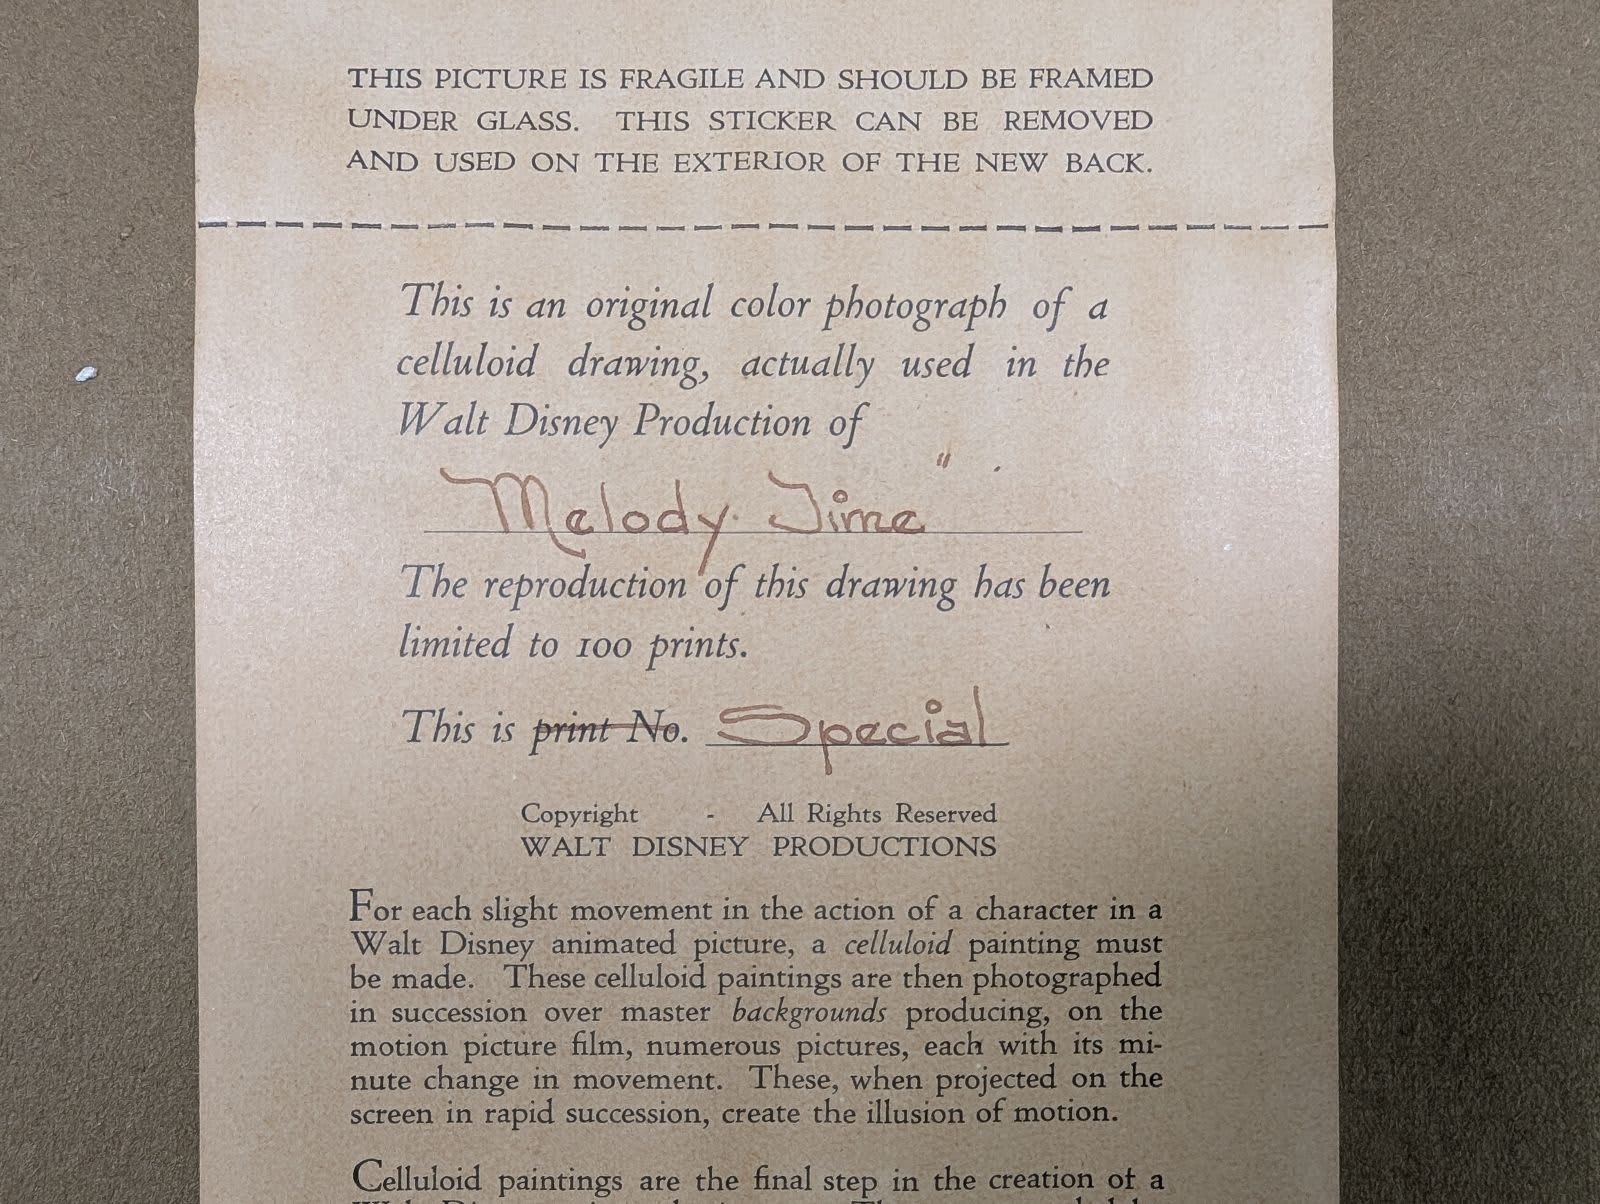 THIS PICTURE IS FRAGILE AND SHOULD BE FRAMED
UNDER GLASS. THIS STICKER CAN BE REMOVED
AND USED ON THE EXTERIOR OF THE NEW BACK.
This is an original color photograph of a
celluloid drawing, actually used in the
Walt Disney Production of
"Melody Time"
The reproduction of this drawing has been
limited to 100 prints.
This is print No. Special
Copyright - All Rights Reserved
WALT DISNEY PRODUCTIONS
For each slight movement in the action of a character in a
Walt Disney animated picture, a celluloid painting must
be made. These celluloid paintings are then photographed
in succession over master backgrounds producing, on the
motion picture film, numerous pictures, each with its mi-
nute change in movement. These, when projected on the
screen in rapid succession, create the illusion of motion.
Celluloid paintings are the final step in the creation of a